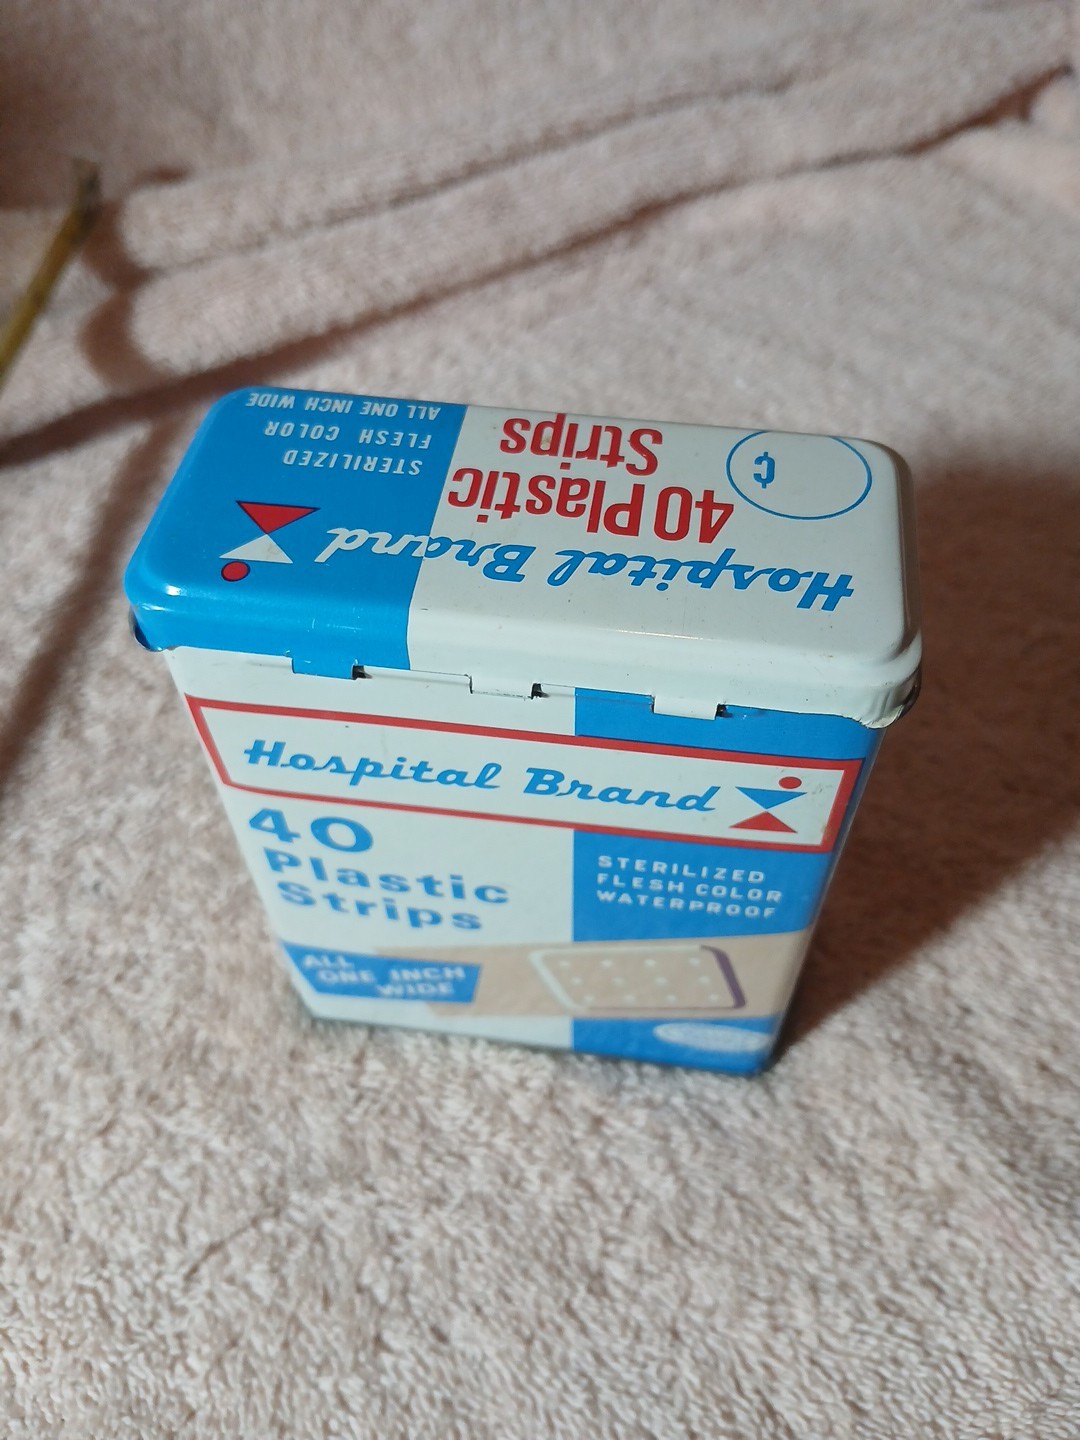 Hospital Brand
40 Plastic
Strips
¢
STERILIZED
FLESH COLOR
ALL ONE INCH WIDE
Hospital Brand
40
Plastic
Strips
STERILIZED
FLESH COLOR
WATERPROOF
ALL
ONE INCH
WIDE